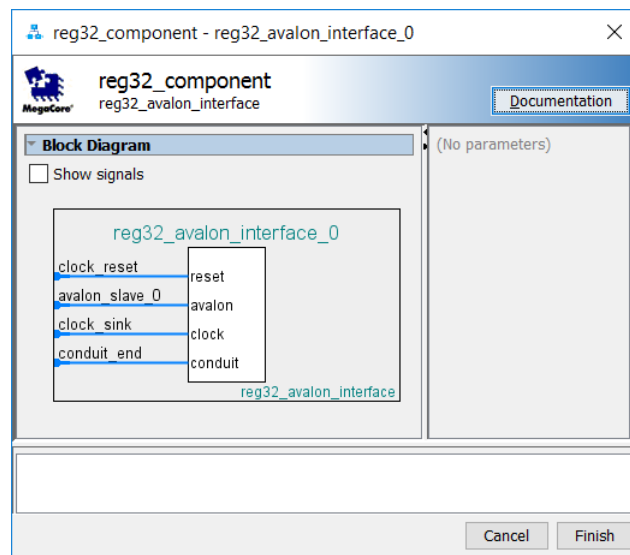 reg32_component - reg32_avalon_interface_0
reg32_component
MegaCore®
reg32_avalon_interface
Documentation
Block Diagram
(No parameters)
Show signals
reg32_avalon_interface_0
clock_reset
reset
avalon_slave_0
avalon
clock_sink
clock
conduit_end
conduit
reg32_avalon_interface
Cancel
Finish